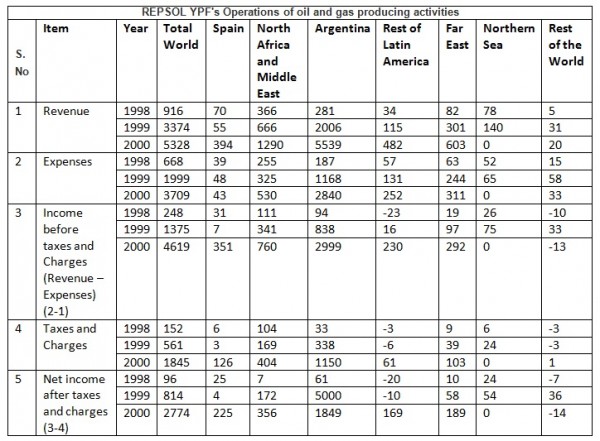 REPSOL YPF's Operations of oil and gas producing activities
S. No Item Year Total World Spain North Africa and Middle East Argentina Rest of Latin America Far East Northern Sea Rest of the World
1 Revenue 1998 916 70 366 281 34 82 78 5
1999 3374 55 666 2006 115 301 140 31
2000 5328 394 1290 5539 482 603 0 20
2 Expenses 1998 668 39 255 187 57 63 52 15
1999 1999 48 325 1168 131 244 65 58
2000 3709 43 530 2840 252 311 0 33
3 Income before taxes and Charges (Revenue – Expenses) (2-1) 1998 248 31 111 94 -23 19 26 -10
1999 1375 7 341 838 16 97 75 33
2000 4619 351 760 2999 230 292 0 -13
4 Taxes and Charges 1998 152 6 104 33 -3 9 6 -3
1999 561 3 169 338 -6 39 24 -3
2000 1845 126 404 1150 61 103 0 1
5 Net income after taxes and charges (3-4) 1998 96 25 7 61 -20 10 24 -7
1999 814 4 172 5000 -10 58 54 36
2000 2774 225 356 1849 169 189 0 -14